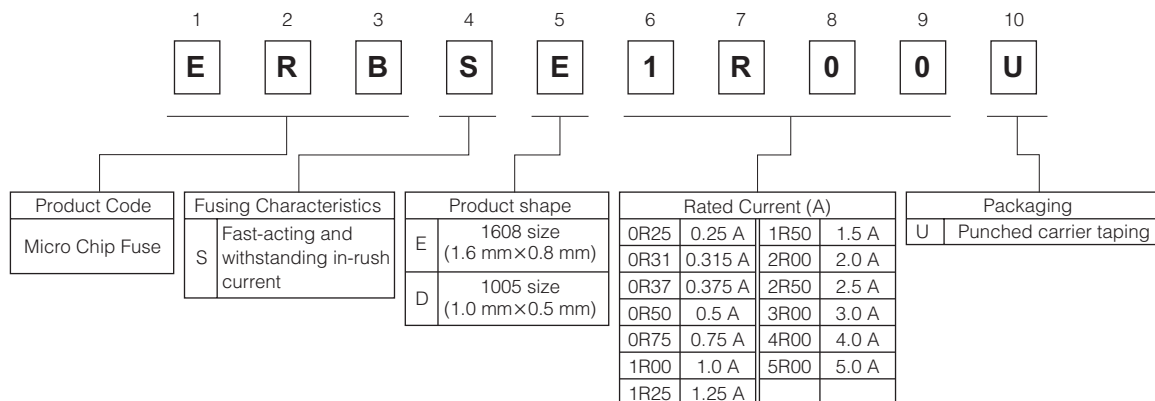 1 2 3 4 5 6 7 8 9 10
E R B S E 1 R 0 0 U
Product Code
Micro Chip Fuse
Fusing Characteristics
S Fast-acting and
withstanding in-rush
current
Product shape
E 1608 size
(1.6 mm×0.8 mm)
D 1005 size
(1.0 mm×0.5 mm)
Rated Current (A)
0R25 0.25 A 1R50 1.5 A
0R31 0.315 A 2R00 2.0 A
0R37 0.375 A 2R50 2.5 A
0R50 0.5 A 3R00 3.0 A
0R75 0.75 A 4R00 4.0 A
1R00 1.0 A 5R00 5.0 A
1R25 1.25 A
Packaging
U Punched carrier taping